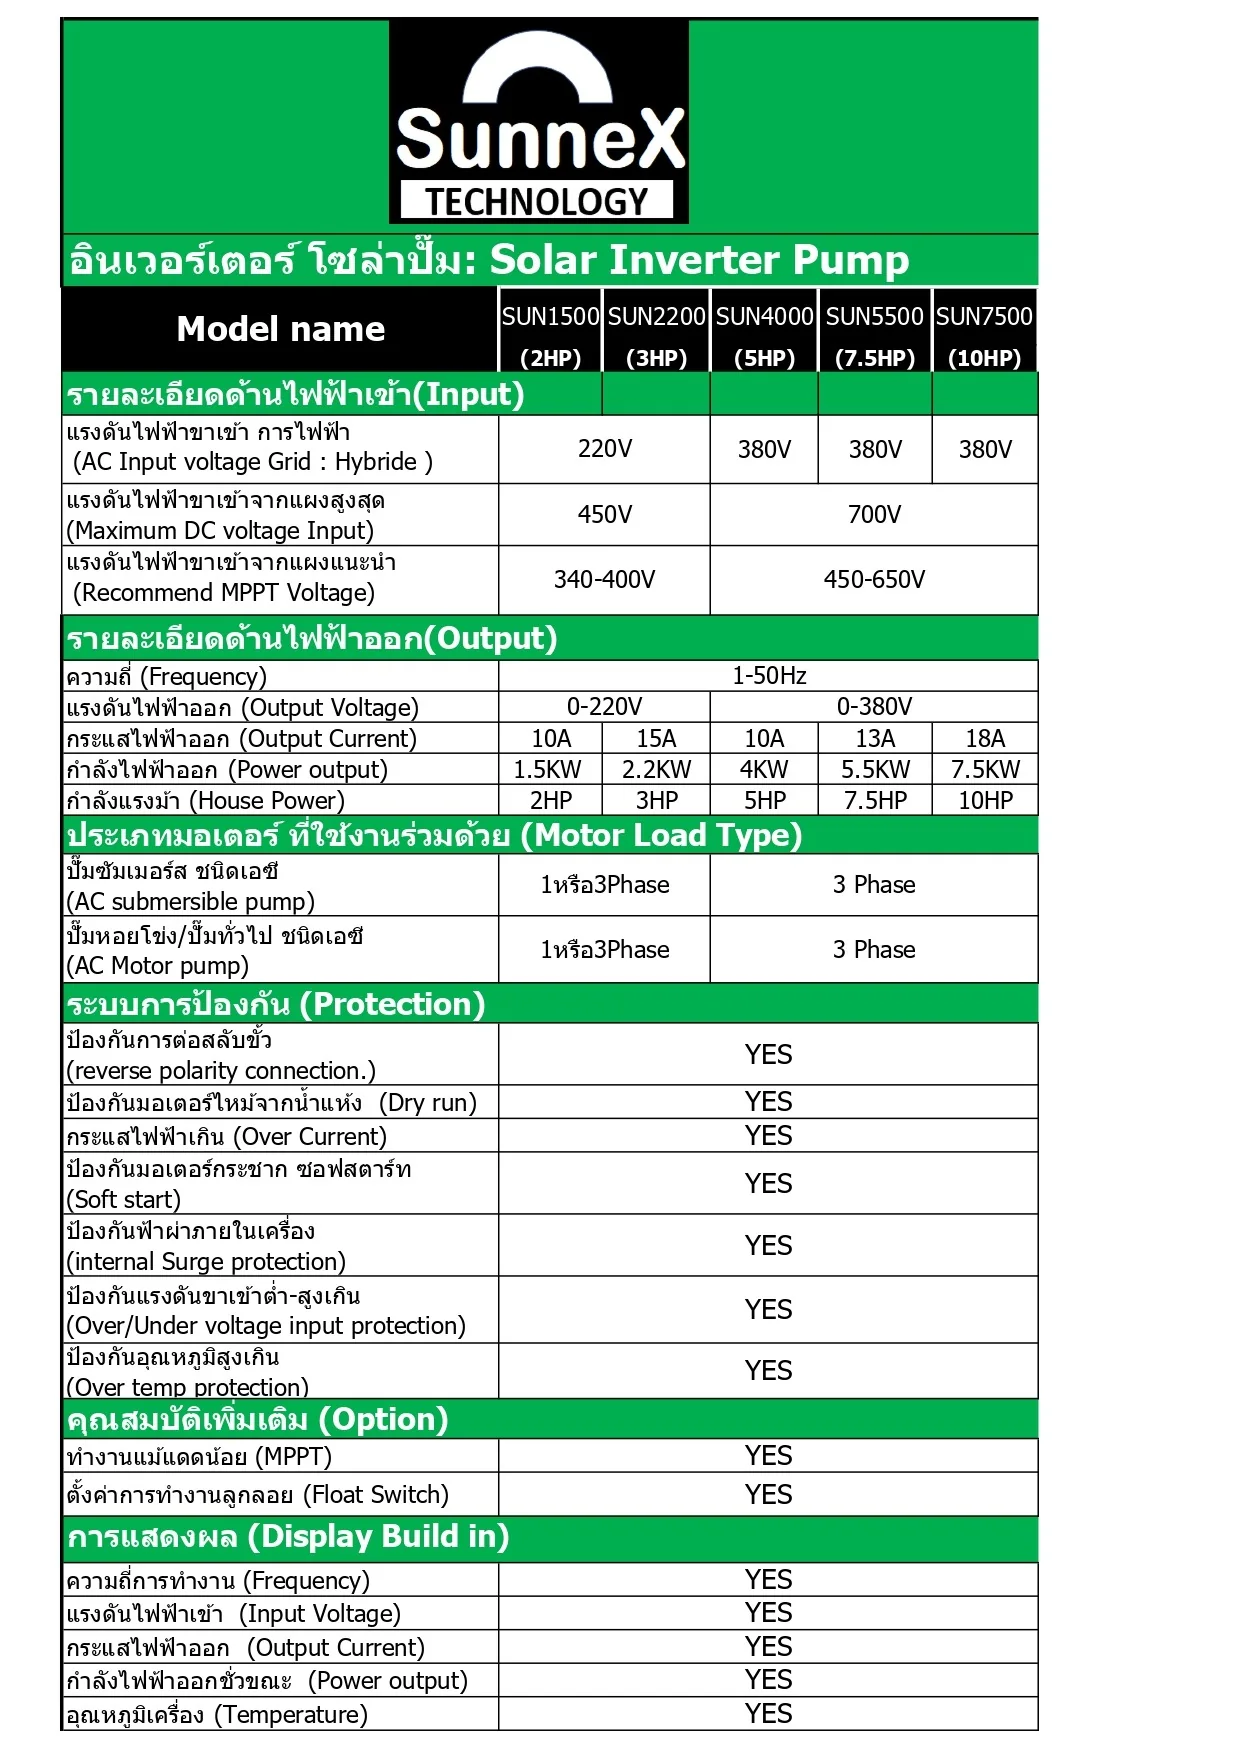 SunneX
TECHNOLOGY
อินเวอร์เตอร์ โซล่าปั๊ม: Solar Inverter Pump
Model name
SUN1500 SUN2200 SUN4000 SUN5500 SUN7500
(2HP) (3HP) (5HP) (7.5HP) (10HP)
รายละเอียดด้านไฟฟ้าเข้า(Input)
แรงดันไฟฟ้าขาเข้า การไฟฟ้า
(AC Input voltage Grid : Hybride )
220V 380V 380V 380V
แรงดันไฟฟ้าขาเข้าจากแผงสูงสุด
(Maximum DC voltage Input)
450V 700V
แรงดันไฟฟ้าขาเข้าจากแผงแนะนำ
(Recommend MPPT Voltage)
340-400V 450-650V
รายละเอียดด้านไฟฟ้าออก(Output)
ความถี่ (Frequency) 1-50Hz
แรงดันไฟฟ้าออก (Output Voltage) 0-220V 0-380V
กระแสไฟฟ้าออก (Output Current) 10A 15A 10A 13A 18A
กำลังไฟฟ้าออก (Power output) 1.5KW 2.2KW 4KW 5.5KW 7.5KW
กำลังแรงม้า (House Power) 2HP 3HP 5HP 7.5HP 10HP
ประเภทมอเตอร์ ที่ใช้งานร่วมด้วย (Motor Load Type)
ปั๊มซัมเมอร์ส ชนิดเอซี
(AC submersible pump)
1หรือ3Phase 3 Phase
ปั๊มหอยโข่ง/ปั๊มทั่วไป ชนิดเอซี
(AC Motor pump)
1หรือ3Phase 3 Phase
ระบบการป้องกัน (Protection)
ป้องกันการต่อสลับขั้ว
(reverse polarity connection.)
YES
ป้องกันมอเตอร์ไหม้จากน้ำแห้ง (Dry run) YES
กระแสไฟฟ้าเกิน (Over Current) YES
ป้องกันมอเตอร์กระชาก ซอฟสตาร์ท
(Soft start)
YES
ป้องกันฟ้าผ่าภายในเครื่อง
(internal Surge protection)
YES
ป้องกันแรงดันขาเข้าต่ำ-สูงเกิน
(Over/Under voltage input protection)
YES
ป้องกันอุณหภูมิสูงเกิน
(Over temp protection)
YES
คุณสมบัติเพิ่มเติม (Option)
ทำงานแม้แดดน้อย (MPPT) YES
ตั้งค่าการทำงานลูกลอย (Float Switch) YES
การแสดงผล (Display Build in)
ความถี่การทำงาน (Frequency) YES
แรงดันไฟฟ้าเข้า (Input Voltage) YES
กระแสไฟฟ้าออก (Output Current) YES
กำลังไฟฟ้าออกชั่วขณะ (Power output) YES
อุณหภูมิเครื่อง (Temperature) YES